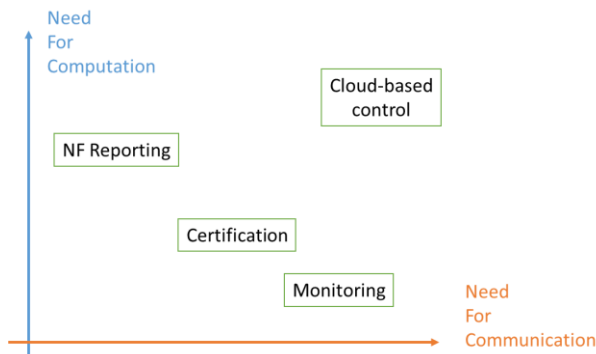 Need
For
Computation
Cloud-based
control
NF Reporting
Certification
Monitoring
Need
For
Communication